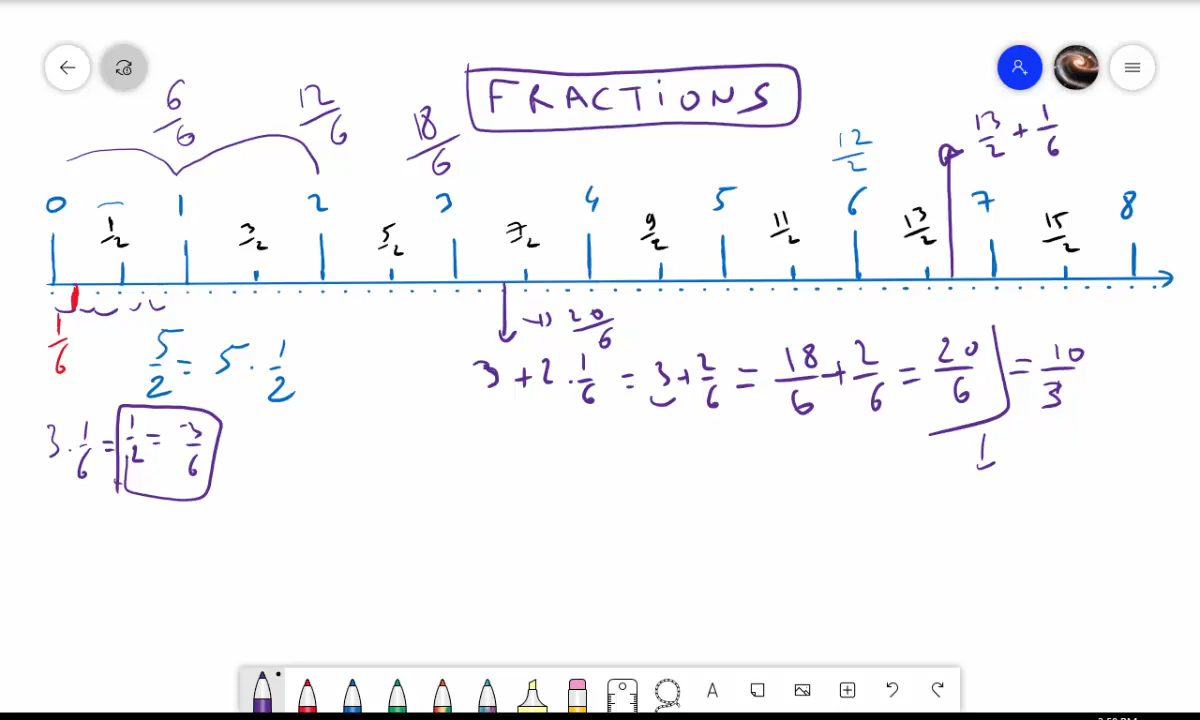 FRACTIONS
6/6 12/6 18/6 12/2 13/2 + 1/6
0 1 2 3 4 5 6 7 8
1/2 3/2 5/2 7/2 9/2 11/2 13/2 15/2
1/6 → 20/6
5/2 = 5 · 1/2
3 + 2 · 1/6 = 3 + 2/6 = 18/6 + 2/6 = 20/6 = 10/3
3 · 1/6 = 1/2 = 3/6
1
A